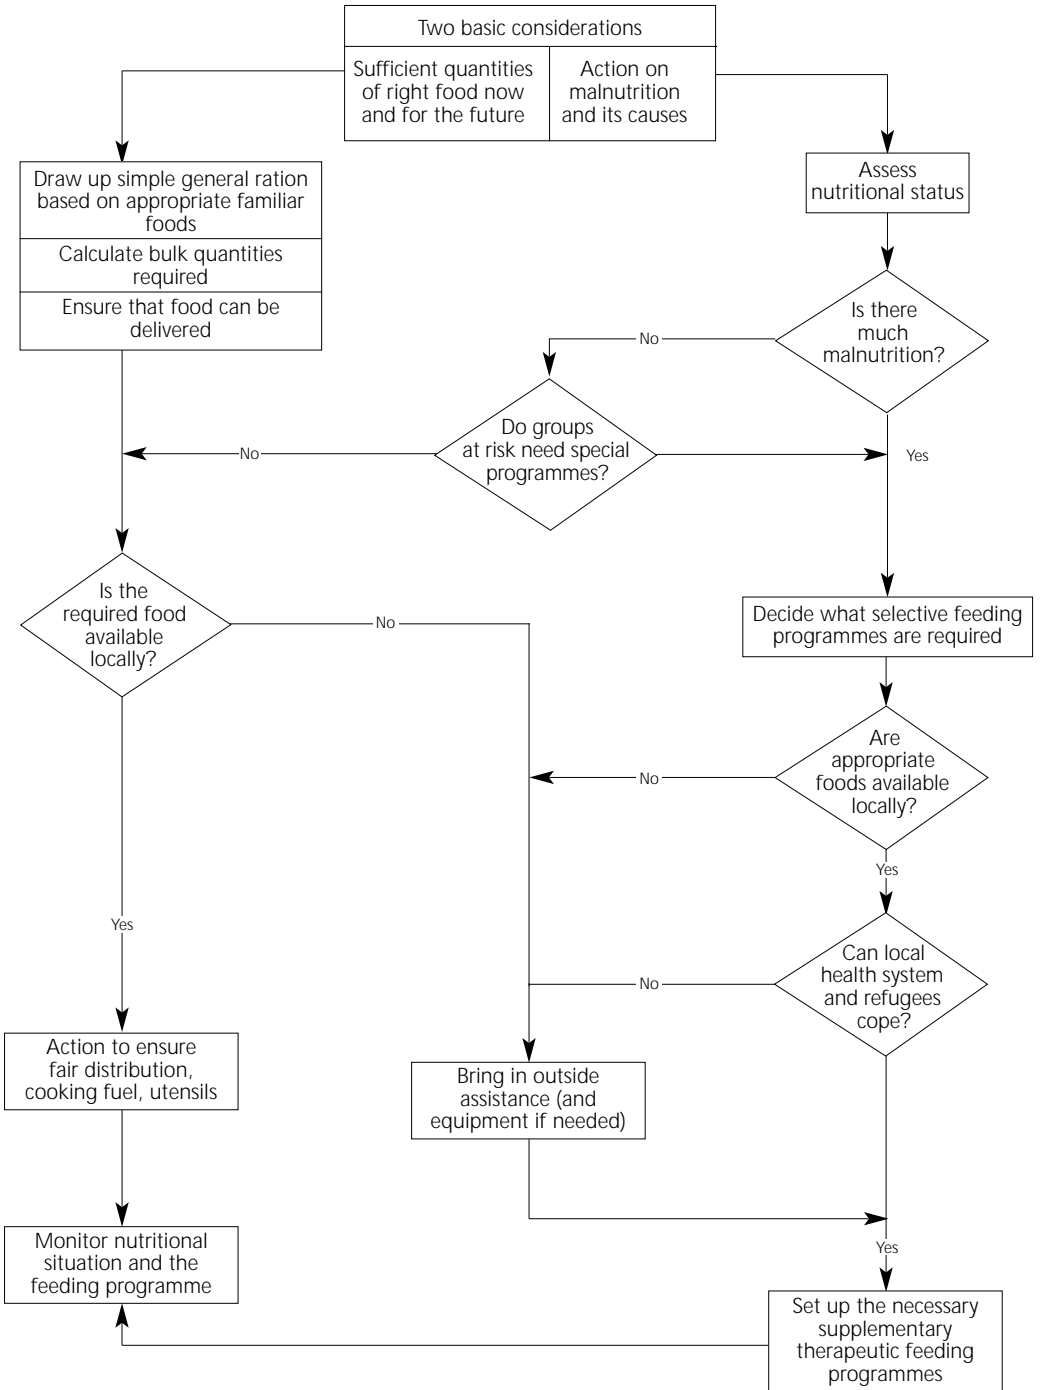 Two basic considerations
Sufficient quantities
of right food now
and for the future
Action on
malnutrition
and its causes
Draw up simple general ration
based on appropriate familiar
foods
Calculate bulk quantities
required
Ensure that food can be
delivered
Assess
nutritional status
Is there
much
malnutrition?
No
Do groups
at risk need special
programmes?
No
Yes
Is the
required food
available
locally?
No
Decide what selective feeding
programmes are required
Are
appropriate
foods available
locally?
No
Yes
Yes
Can local
health system
and refugees
cope?
No
Action to ensure
fair distribution,
cooking fuel, utensils
Bring in outside
assistance (and
equipment if needed)
Monitor nutritional
situation and the
feeding programme
Yes
Set up the necessary
supplementary
therapeutic feeding
programmes